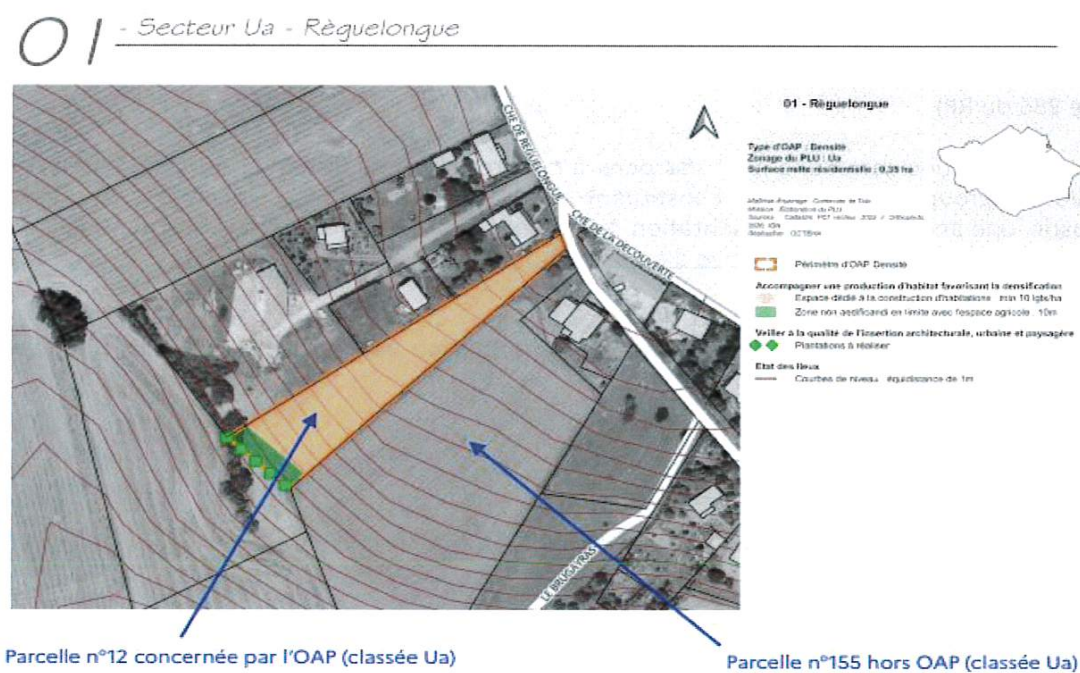 01 - Secteur Ua - Règuelongue
01 - Règuelongue
Type d'OAP : Densité
Zonage du PLU : Ua
Surface nette résidentielle : 0,35 ha
CHE DE REGUELONGUE
CHE DE LA DECOUVERTE
LE BRUGAYRAS
Périmètre d'OAP Densité
Accompagner une production d'habitat favorisant la densification
Espace dédié à la construction d'habitations : min 10 lgts/ha
Zone non aedificandi en limite avec l'espace agricole : 10m
Veiller à la qualité de l'insertion architecturale, urbaine et paysagère
Plantations à réaliser
Etat des lieux
Courbes de niveau : équidistance de 1m
Parcelle n°12 concernée par l'OAP (classée Ua)
Parcelle n°155 hors OAP (classée Ua)